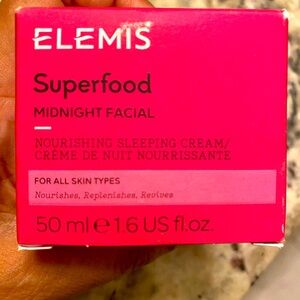 ELEMIS
Superfood
MIDNIGHT FACIAL
NOURISHING SLEEPING CREAM/
CRÈME DE NUIT NOURRISSANTE
FOR ALL SKIN TYPES
Nourishes, Replenishes, Revives
50 ml e 1.6 US fl.oz.